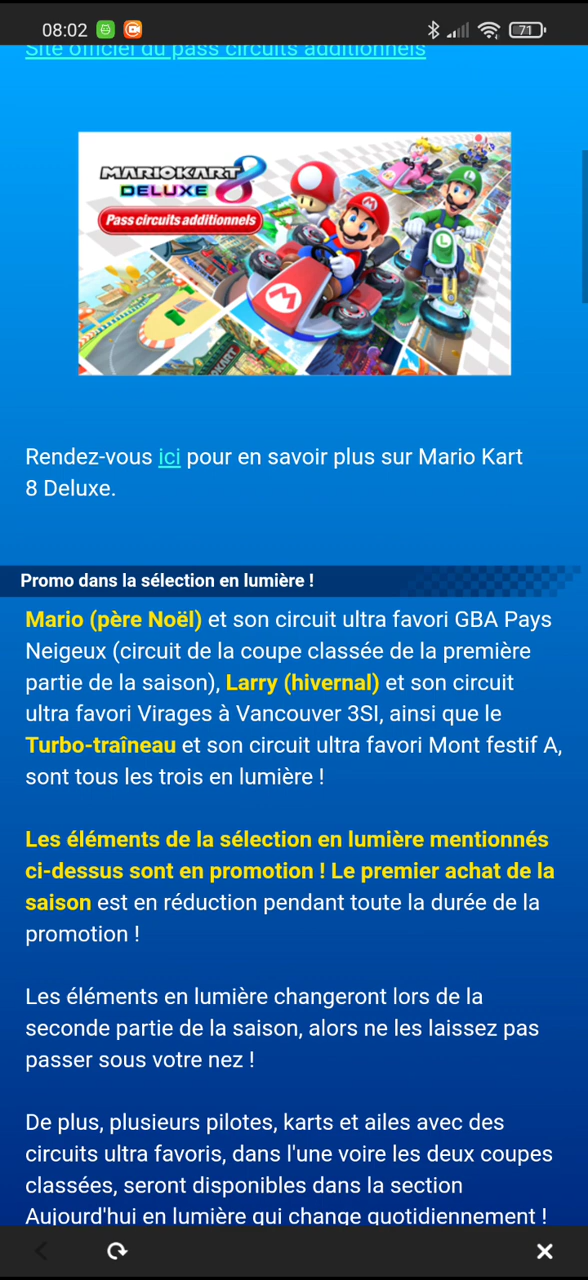 08:02
71
Site officiel du pass circuits additionnels
MARIOKART 8
DELUXE
Pass circuits additionnels
Rendez-vous ici pour en savoir plus sur Mario Kart
8 Deluxe.
Promo dans la sélection en lumière !
Mario (père Noël) et son circuit ultra favori GBA Pays
Neigeux (circuit de la coupe classée de la première
partie de la saison), Larry (hivernal) et son circuit
ultra favori Virages à Vancouver 3SI, ainsi que le
Turbo-traîneau et son circuit ultra favori Mont festif A,
sont tous les trois en lumière !
Les éléments de la sélection en lumière mentionnés
ci-dessus sont en promotion ! Le premier achat de la
saison est en réduction pendant toute la durée de la
promotion !
Les éléments en lumière changeront lors de la
seconde partie de la saison, alors ne les laissez pas
passer sous votre nez !
De plus, plusieurs pilotes, karts et ailes avec des
circuits ultra favoris, dans l'une voire les deux coupes
classées, seront disponibles dans la section
Aujourd'hui en lumière qui change quotidiennement !